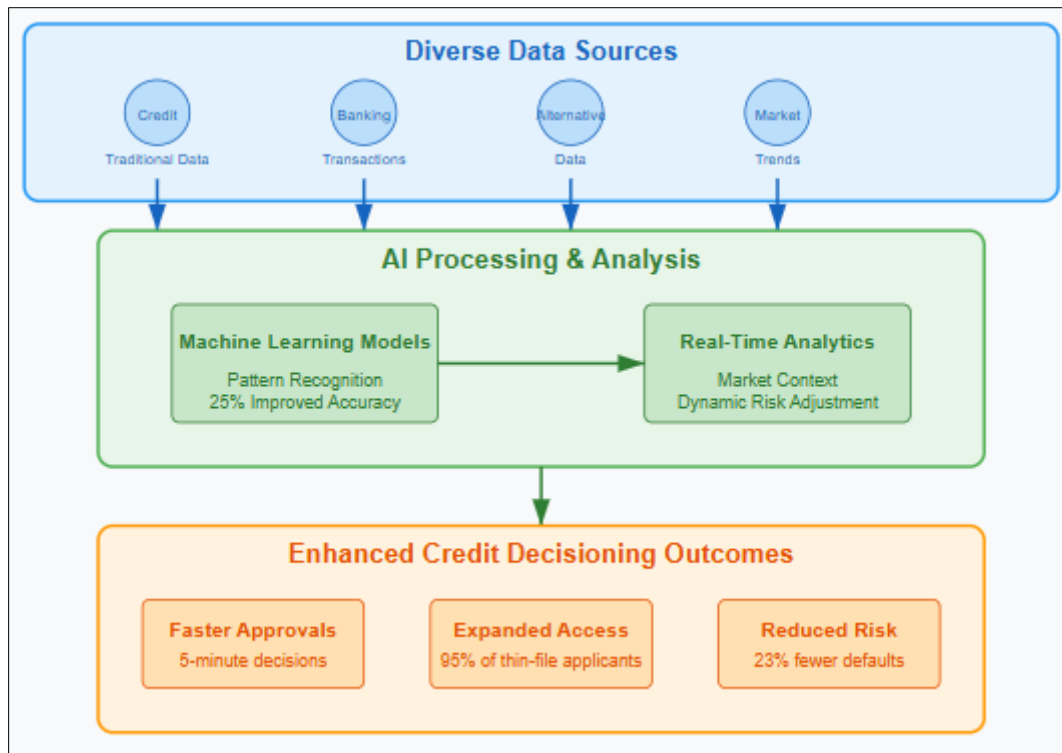 Diverse Data Sources
Credit
Banking
Alternative
Market
Traditional Data
Transactions
Data
Trends
AI Processing & Analysis
Machine Learning Models
Pattern Recognition
25% Improved Accuracy
Real-Time Analytics
Market Context
Dynamic Risk Adjustment
Enhanced Credit Decisioning Outcomes
Faster Approvals
5-minute decisions
Expanded Access
95% of thin-file applicants
Reduced Risk
23% fewer defaults